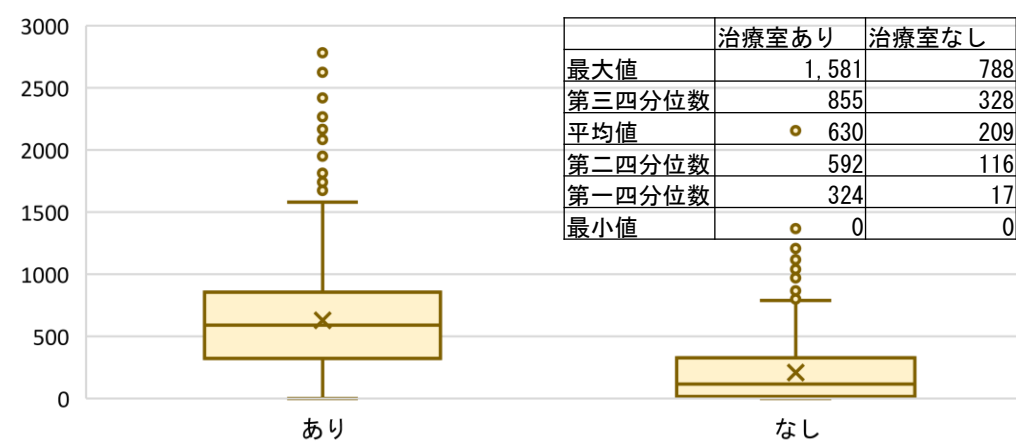 3000
2500
2000
1500
1000
500
0
治療室あり 治療室なし
最大値 1,581 788
第三四分位数 855 328
平均値 630 209
第二四分位数 592 116
第一四分位数 324 17
最小値 0 0
あり なし